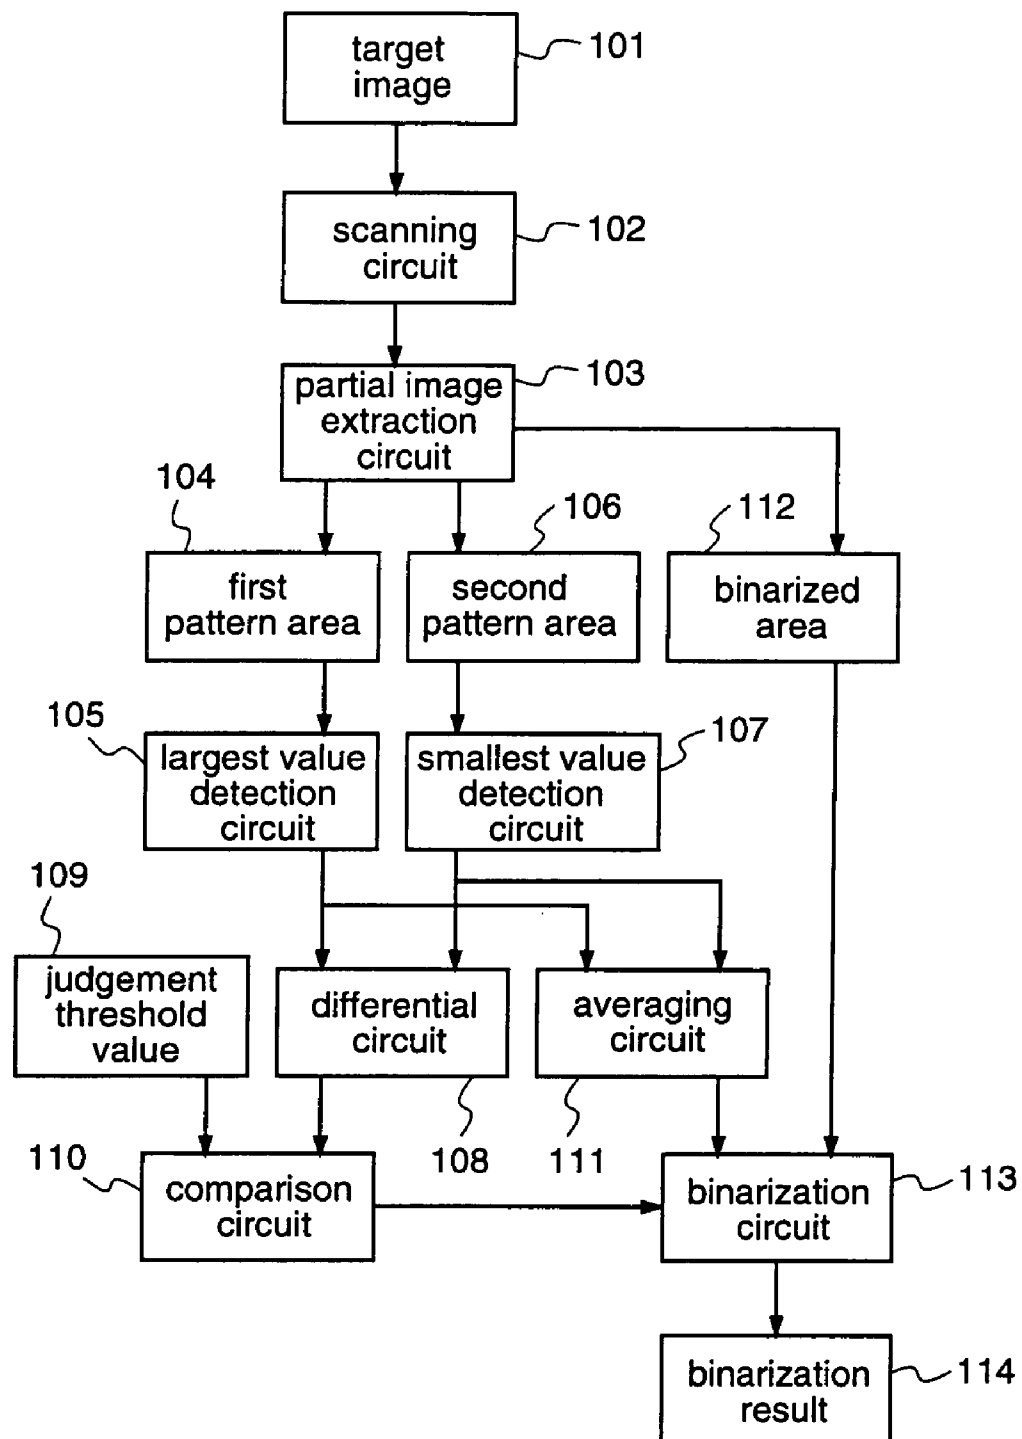 target
image
101
scanning
circuit
102
partial image
extraction
circuit
103
104
106
112
first
pattern area
second
pattern area
binarized
area
105
107
largest value
detection
circuit
smallest value
detection
circuit
109
judgement
threshold
value
differential
circuit
averaging
circuit
108
111
110
comparison
circuit
binarization
circuit
113
binarization
result
114